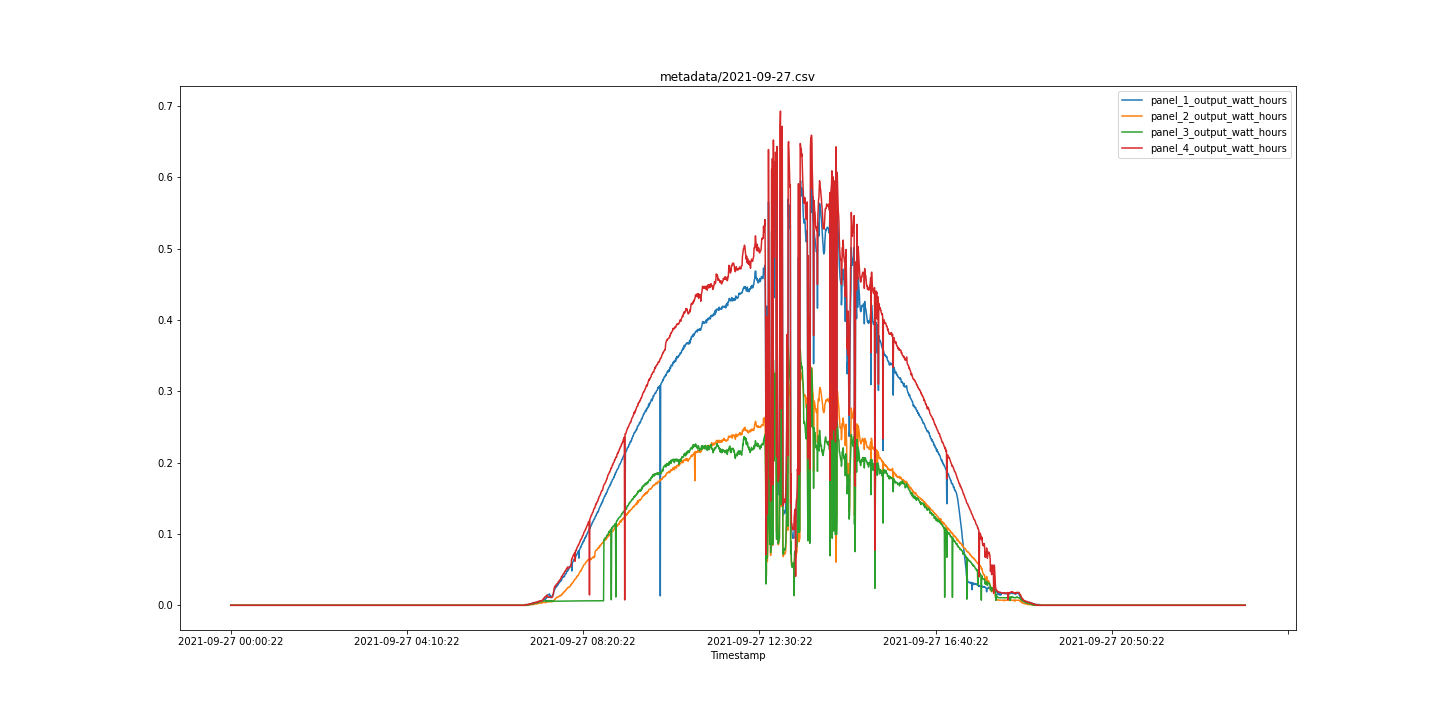 metadata/2021-09-27.csv
panel_1_output_watt_hours
panel_2_output_watt_hours
panel_3_output_watt_hours
panel_4_output_watt_hours
0.7
0.6
0.5
0.4
0.3
0.2
0.1
0.0
2021-09-27 00:00:22
2021-09-27 04:10:22
2021-09-27 08:20:22
2021-09-27 12:30:22
2021-09-27 16:40:22
2021-09-27 20:50:22
Timestamp